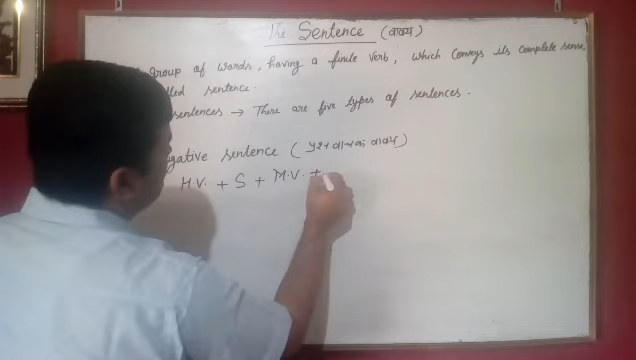 The Sentence (वाक्य)
group of words, having a finite verb, which conveys its complete sense,
lled sentence.
sentences → There are five types of sentences.
gative sentence (प्रश्नवाचक वाक्य)
H.V. + S + M.V. +